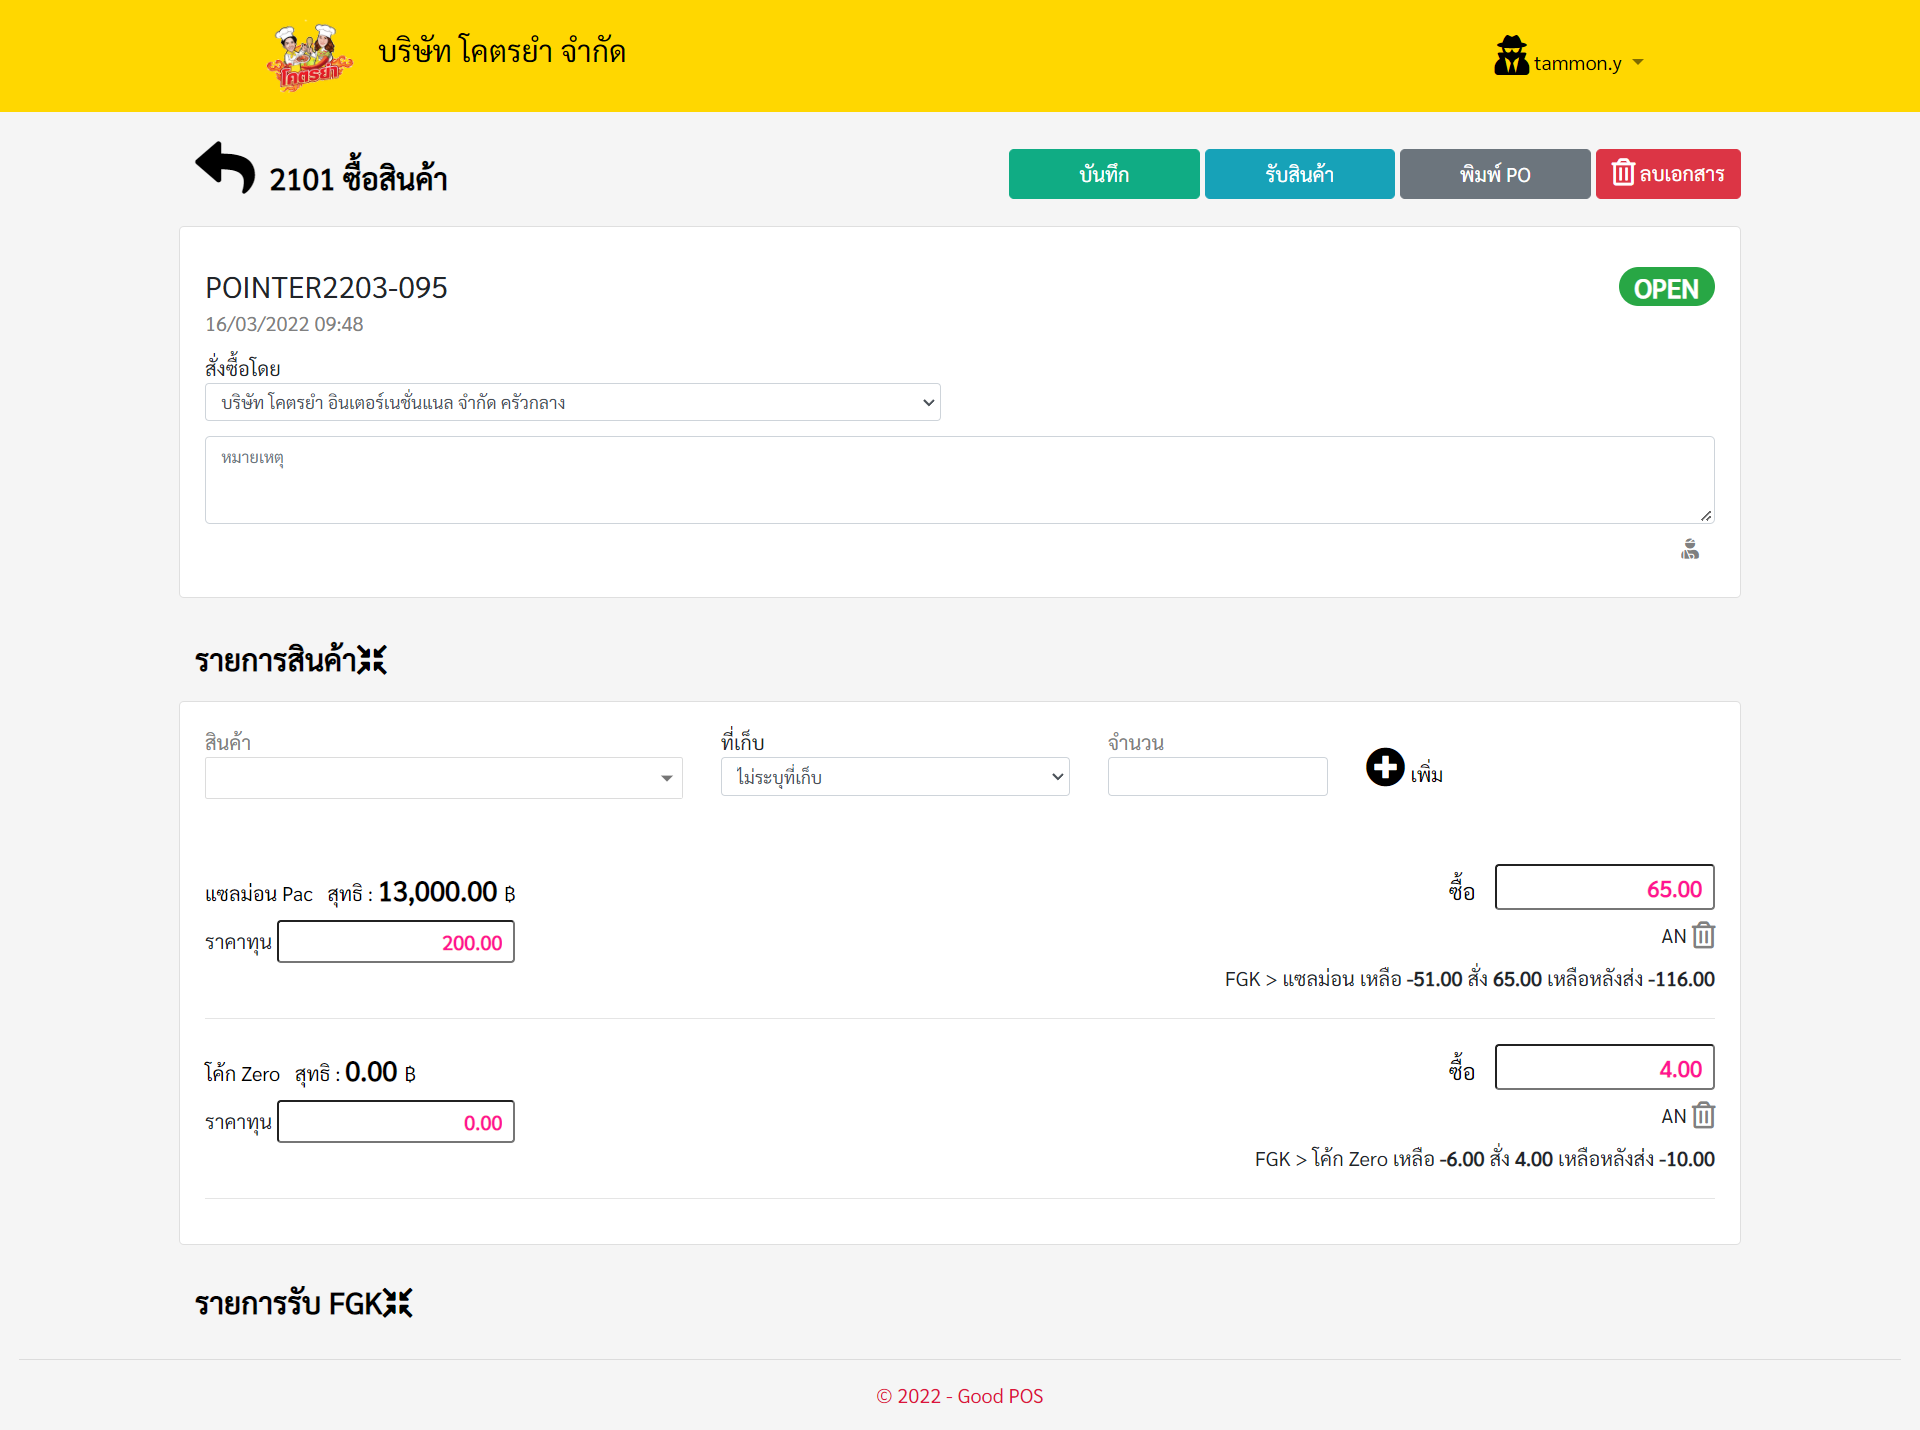 โคตรยำ
บริษัท โคตรยำ จำกัด
tammon.y
2101 ซื้อสินค้า
บันทึก
รับสินค้า
พิมพ์ PO
ลบเอกสาร
POINTER2203-095
OPEN
16/03/2022 09:48
สั่งซื้อโดย
บริษัท โคตรยำ อินเตอร์เนชั่นแนล จำกัด ครัวกลาง
หมายเหตุ
รายการสินค้า
สินค้า
ที่เก็บ
จำนวน
ไม่ระบุที่เก็บ
เพิ่ม
แซลม่อน Pac สุทธิ : 13,000.00 ฿
ซื้อ 65.00
ราคาทุน 200.00
AN
FGK > แซลม่อน เหลือ -51.00 สั่ง 65.00 เหลือหลังส่ง -116.00
โค้ก Zero สุทธิ : 0.00 ฿
ซื้อ 4.00
ราคาทุน 0.00
AN
FGK > โค้ก Zero เหลือ -6.00 สั่ง 4.00 เหลือหลังส่ง -10.00
รายการรับ FGK
© 2022 - Good POS